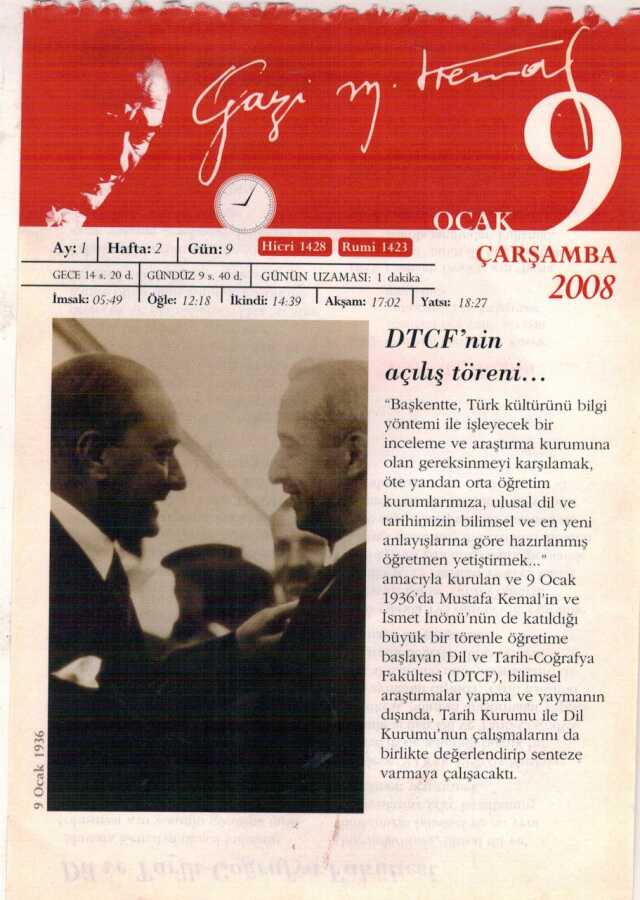 Gazi M. Kemal
9
OCAK
ÇARŞAMBA
2008
Ay: 1 Hafta: 2 Gün: 9 Hicri 1428 Rumi 1423
GECE 14 s. 20 d. GÜNDÜZ 9 s. 40 d. GÜNÜN UZAMASI: 1 dakika
İmsak: 05:49 Öğle: 12:18 İkindi: 14:39 Akşam: 17:02 Yatsı: 18:27
DTCF'nin
açılış töreni...
"Başkentte, Türk kültürünü bilgi
yöntemi ile işleyecek bir
inceleme ve araştırma kurumuna
olan gereksinmeyi karşılamak,
öte yandan orta öğretim
kurumlarımıza, ulusal dil ve
tarihimizin bilimsel ve en yeni
anlayışlarına göre hazırlanmış
öğretmen yetiştirmek..."
amacıyla kurulan ve 9 Ocak
1936'da Mustafa Kemal'in ve
İsmet İnönü'nün de katıldığı
büyük bir törenle öğretime
başlayan Dil ve Tarih-Coğrafya
Fakültesi (DTCF), bilimsel
araştırmalar yapma ve yaymanın
dışında, Tarih Kurumu ile Dil
Kurumu'nun çalışmalarını da
birlikte değerlendirip senteze
varmaya çalışacaktı.
9 Ocak 1936
Dil ve Tarih-Coğrafya Fakültesi